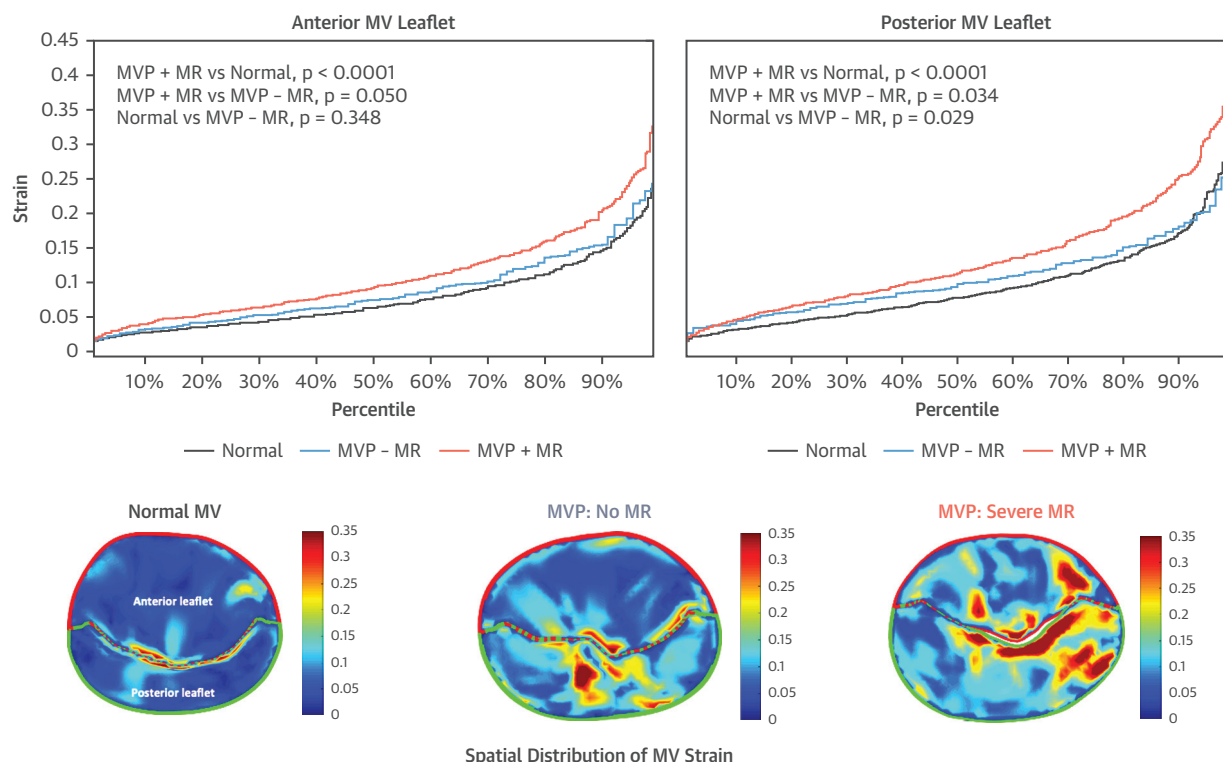 Anterior MV Leaflet
0.45
0.4
0.35
0.3
0.25
0.2
0.15
0.1
0.05
0
Strain
MVP + MR vs Normal, p < 0.0001
MVP + MR vs MVP – MR, p = 0.050
Normal vs MVP – MR, p = 0.348
10% 20% 30% 40% 50% 60% 70% 80% 90%
Percentile
Normal MVP – MR MVP + MR
Posterior MV Leaflet
MVP + MR vs Normal, p < 0.0001
MVP + MR vs MVP – MR, p = 0.034
Normal vs MVP – MR, p = 0.029
10% 20% 30% 40% 50% 60% 70% 80% 90%
Percentile
Normal MVP – MR MVP + MR
Normal MV
Anterior leaflet
Posterior leaflet
0.35
0.3
0.25
0.2
0.15
0.1
0.05
0
MVP: No MR
0.35
0.3
0.25
0.2
0.15
0.1
0.05
0
MVP: Severe MR
0.35
0.3
0.25
0.2
0.15
0.1
0.05
0
Spatial Distribution of MV Strain